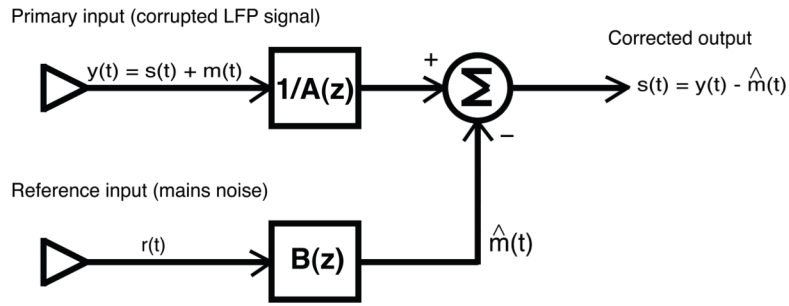 Primary input (corrupted LFP signal)
y(t) = s(t) + m(t)
1/A(z)
+
Σ
−
Corrected output
s(t) = y(t) - m̂(t)
Reference input (mains noise)
r(t)
B(z)
m̂(t)